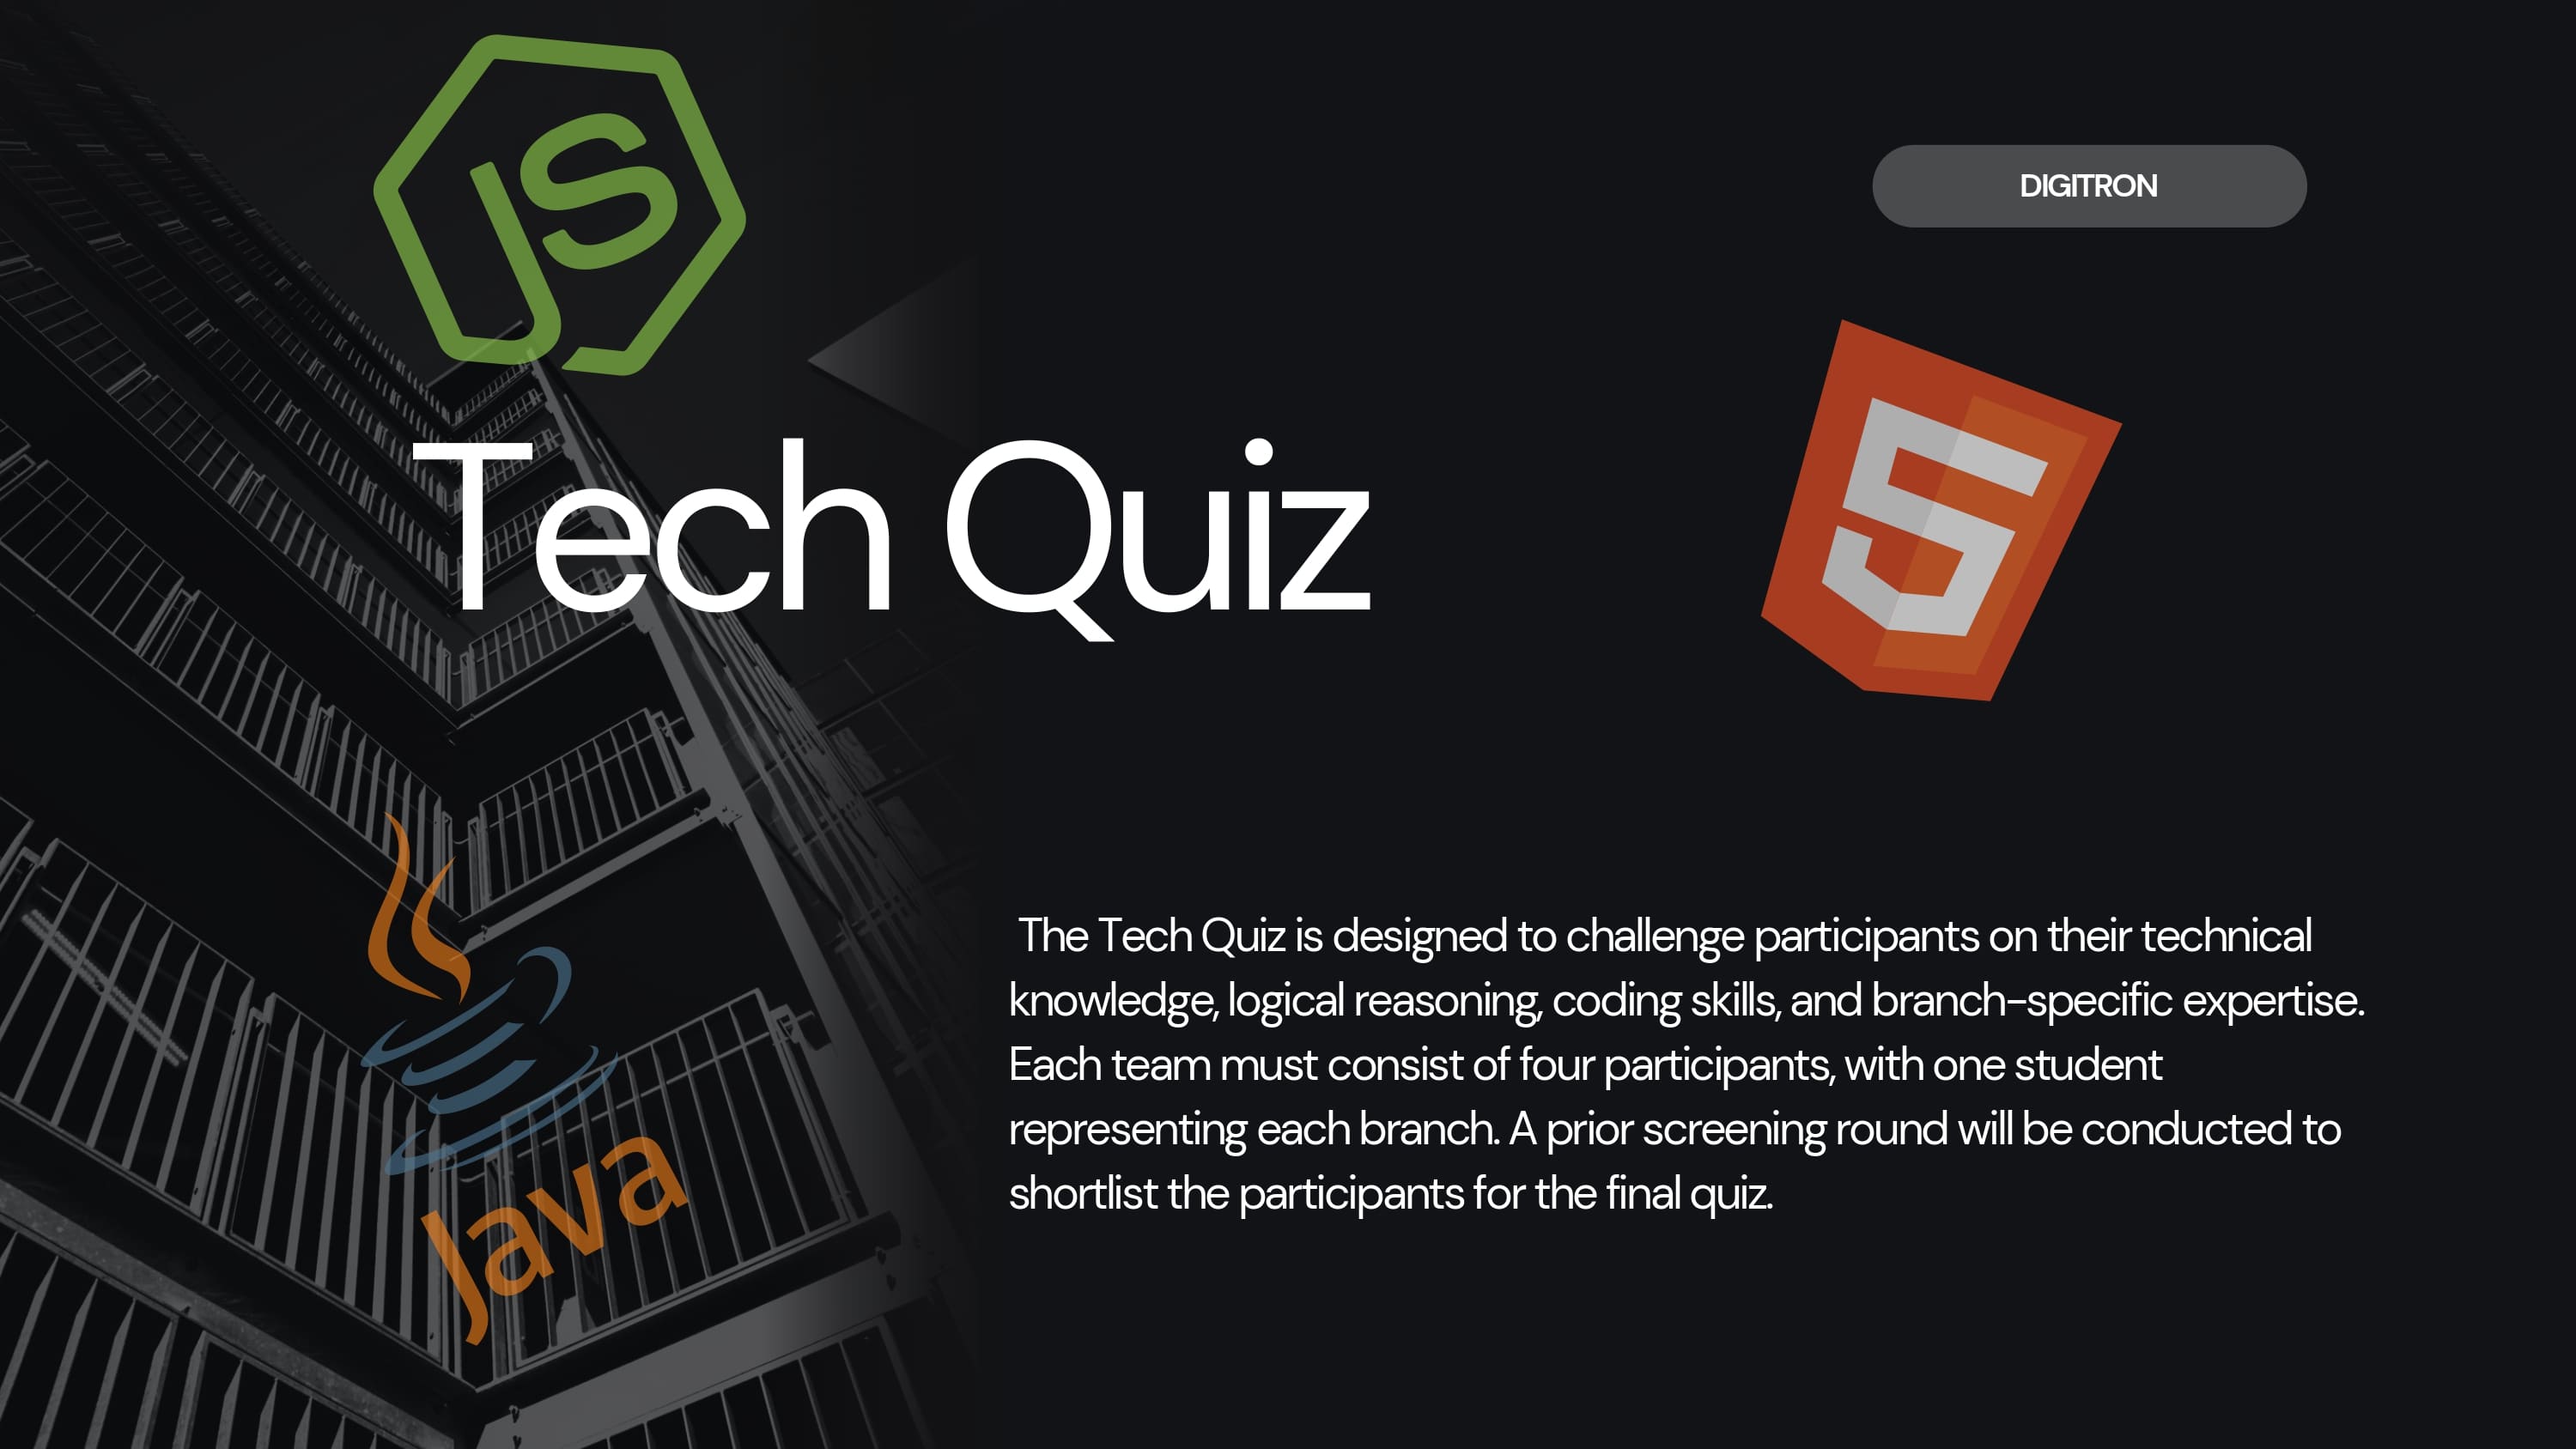 JS
DIGITRON
5
Tech Quiz
The Tech Quiz is designed to challenge participants on their technical
knowledge, logical reasoning, coding skills, and branch-specific expertise.
Each team must consist of four participants, with one student
representing each branch. A prior screening round will be conducted to
shortlist the participants for the final quiz.
Java